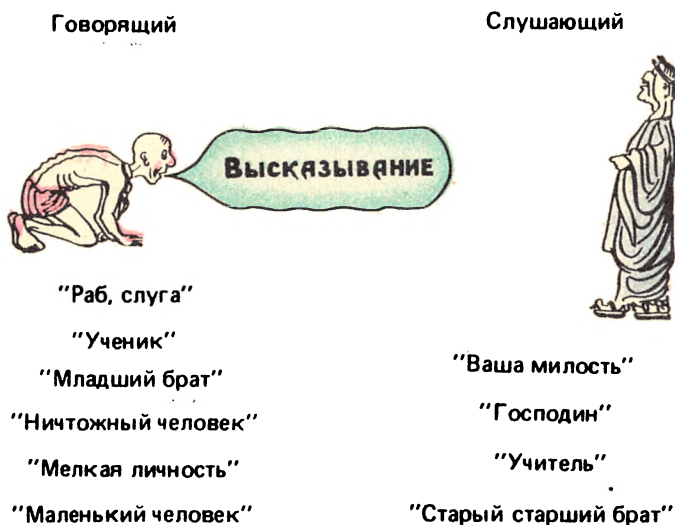 Говорящий
Слушающий
Высказывание
"Раб, слуга"
"Ученик"
"Младший брат"
"Ничтожный человек"
"Мелкая личность"
"Маленький человек"
"Ваша милость"
"Господин"
"Учитель"
"Старый старший брат"